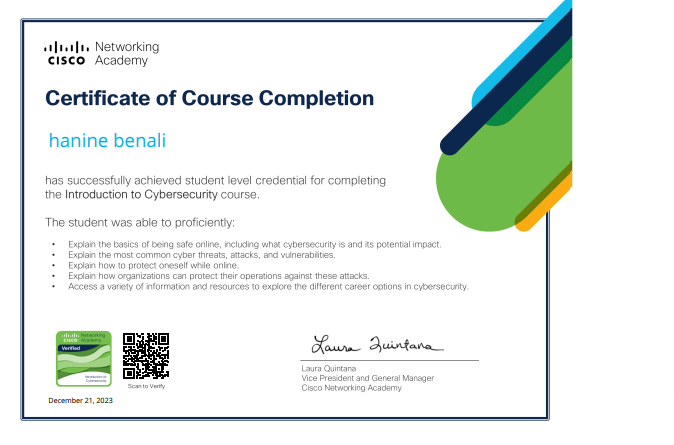 Networking
CISCO Academy
Certificate of Course Completion
hanine benali
has successfully achieved student level credential for completing
the Introduction to Cybersecurity course.
The student was able to proficiently:
• Explain the basics of being safe online, including what cybersecurity is and its potential impact.
• Explain the most common cyber threats, attacks, and vulnerabilities.
• Explain how to protect oneself while online.
• Explain how organizations can protect their operations against these attacks.
• Access a variety of information and resources to explore the different career options in cybersecurity.
Networking
CISCO Academy
Verified
Introduction to
Cybersecurity
Scan to Verify
December 21, 2023
Laura Quintana
Laura Quintana
Vice President and General Manager
Cisco Networking Academy